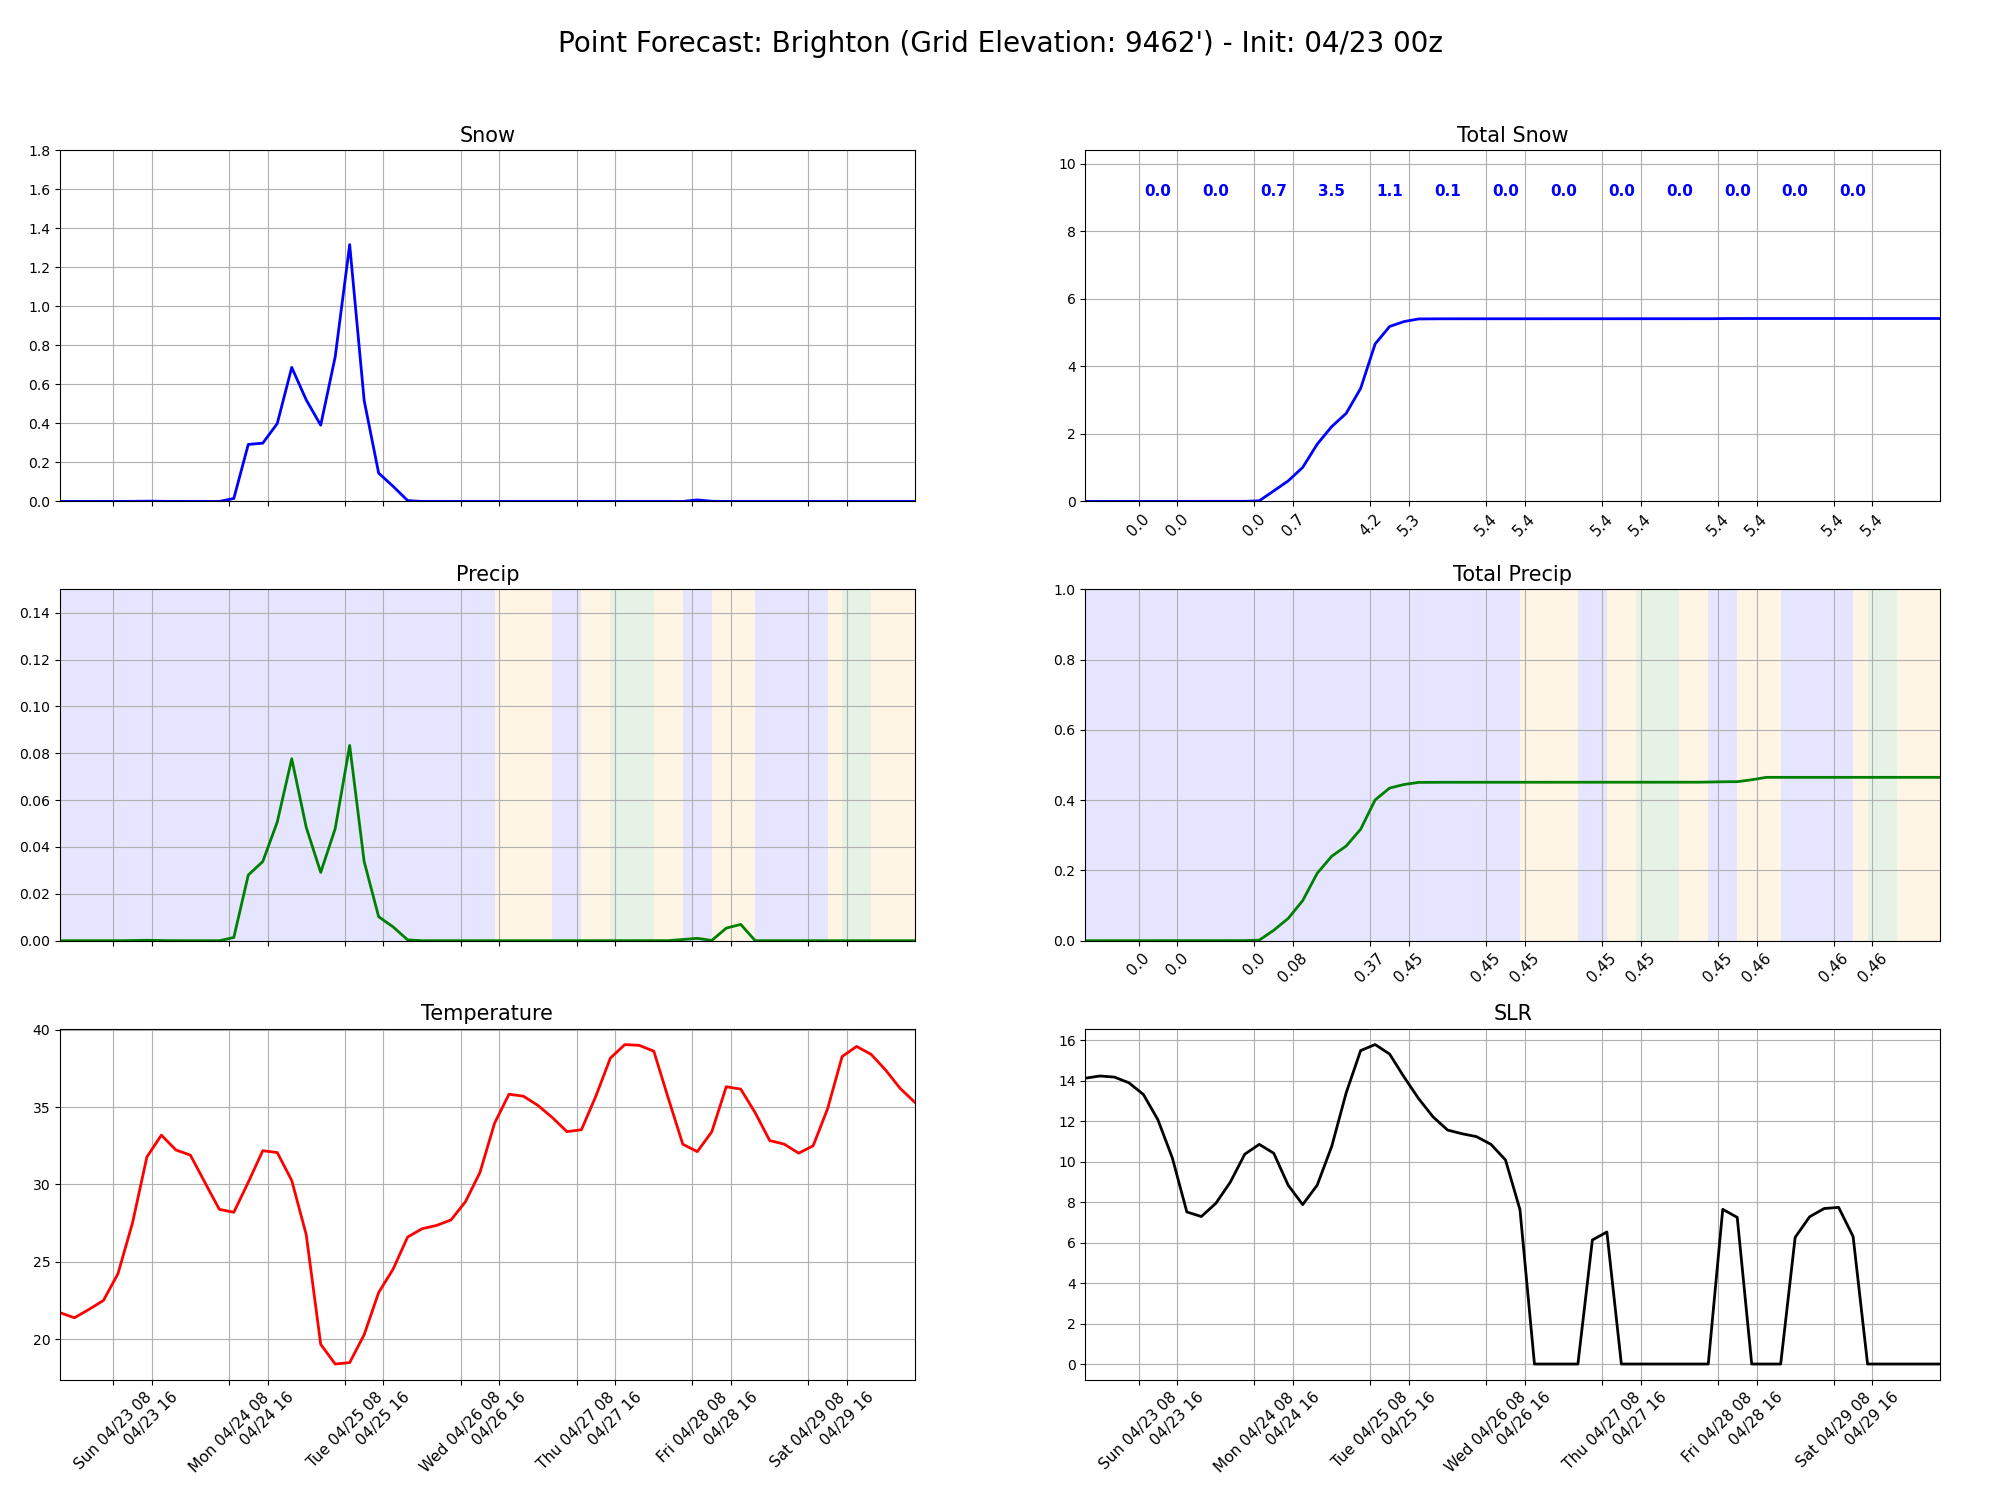 Point Forecast: Brighton (Grid Elevation: 9462') - Init: 04/23 00z
Snow
1.8
1.6
1.4
1.2
1.0
0.8
0.6
0.4
0.2
0.0
Total Snow
10
8
6
4
2
0
0.0 0.0 0.7 3.5 1.1 0.1 0.0 0.0 0.0 0.0 0.0 0.0 0.0
0.0 0.0 0.0 0.7 4.2 5.3 5.4 5.4 5.4 5.4 5.4 5.4 5.4 5.4
Precip
0.14
0.12
0.10
0.08
0.06
0.04
0.02
0.00
Total Precip
1.0
0.8
0.6
0.4
0.2
0.0
0.0 0.0 0.0 0.08 0.37 0.45 0.45 0.45 0.45 0.45 0.45 0.46 0.46 0.46
Temperature
40
35
30
25
20
Sun 04/23 08
04/23 16
Mon 04/24 08
04/24 16
Tue 04/25 08
04/25 16
Wed 04/26 08
04/26 16
Thu 04/27 08
04/27 16
Fri 04/28 08
04/28 16
Sat 04/29 08
04/29 16
SLR
16
14
12
10
8
6
4
2
0
Sun 04/23 08
04/23 16
Mon 04/24 08
04/24 16
Tue 04/25 08
04/25 16
Wed 04/26 08
04/26 16
Thu 04/27 08
04/27 16
Fri 04/28 08
04/28 16
Sat 04/29 08
04/29 16